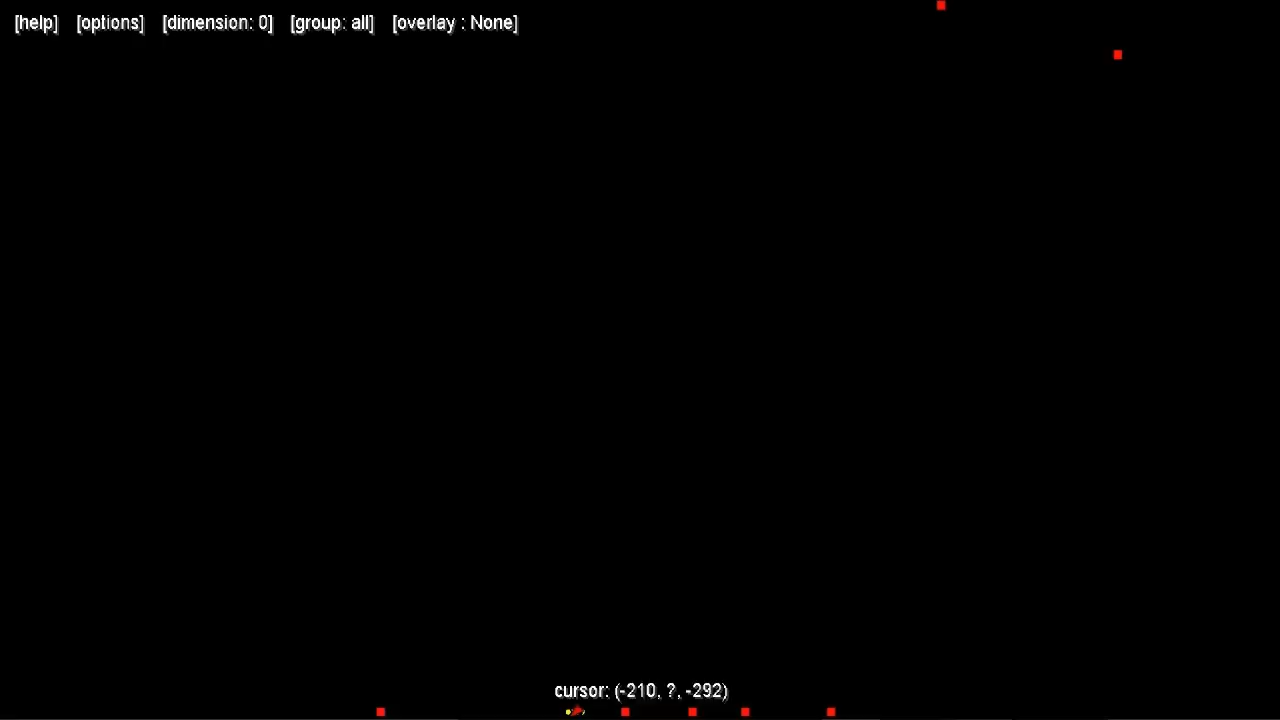 [help] [options] [dimension: 0] [group: all] [overlay : None]
cursor: (-210, ?, -292)